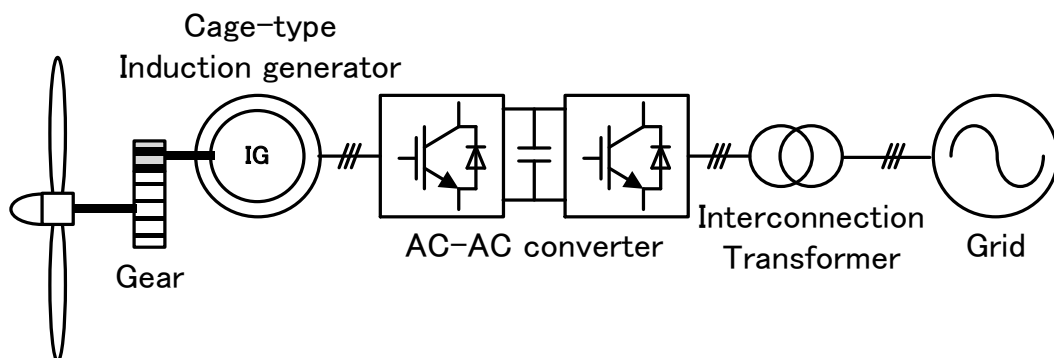 Cage-type
Induction generator
IG
AC-AC converter
Interconnection
Transformer
Grid
Gear